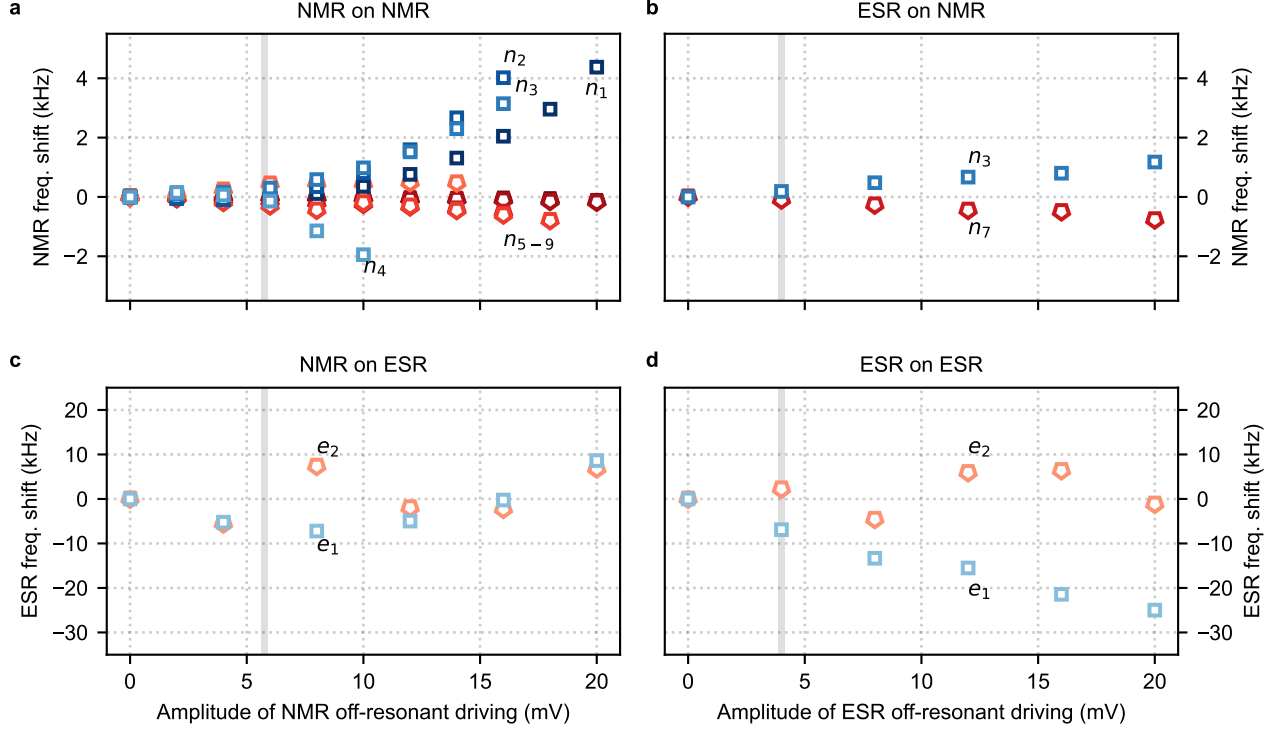 a
NMR on NMR
b
ESR on NMR
NMR freq. shift (kHz)
4
2
0
−2
n2
n3
n1
n5−9
n4
n3
n7
4
2
0
−2
NMR freq. shift (kHz)
c
NMR on ESR
d
ESR on ESR
ESR freq. shift (kHz)
20
10
0
−10
−20
−30
e2
e1
e2
e1
20
10
0
−10
−20
−30
ESR freq. shift (kHz)
0 5 10 15 20
0 5 10 15 20
Amplitude of NMR off-resonant driving (mV)
Amplitude of ESR off-resonant driving (mV)